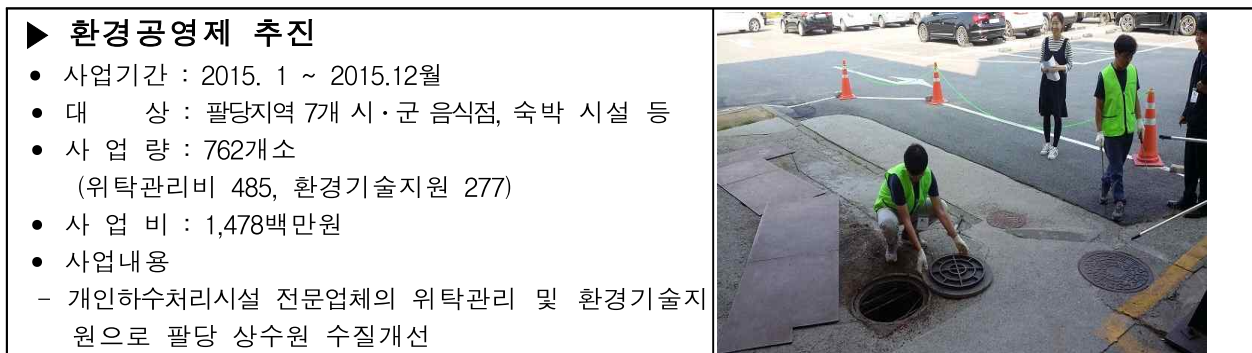 ▶ 환경공영제 추진
• 사업기간 : 2015. 1 ~ 2015.12월
• 대 상 : 팔당지역 7개 시·군 음식점, 숙박 시설 등
• 사 업 량 : 762개소
(위탁관리비 485, 환경기술지원 277)
• 사 업 비 : 1,478백만원
• 사업내용
- 개인하수처리시설 전문업체의 위탁관리 및 환경기술지
원으로 팔당 상수원 수질개선